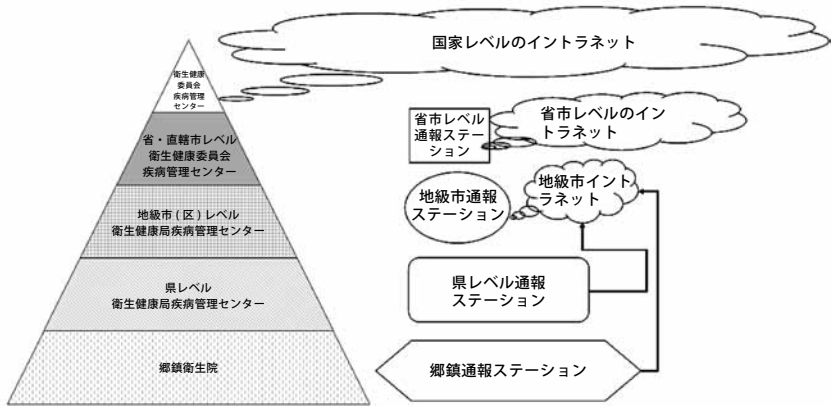 国家レベルのイントラネット
衛生健康
委員会
疾病管理
センター
省市レベル
通報ステー
ション
省市レベルのイン
トラネット
省・直轄市レベル
衛生健康委員会
疾病管理センター
地級市通報
ステーション
地級市イント
ラネット
地級市(区)レベル
衛生健康局疾病管理センター
県レベル
衛生健康局疾病管理センター
県レベル通報
ステーション
郷鎮衛生院
郷鎮通報ステーション